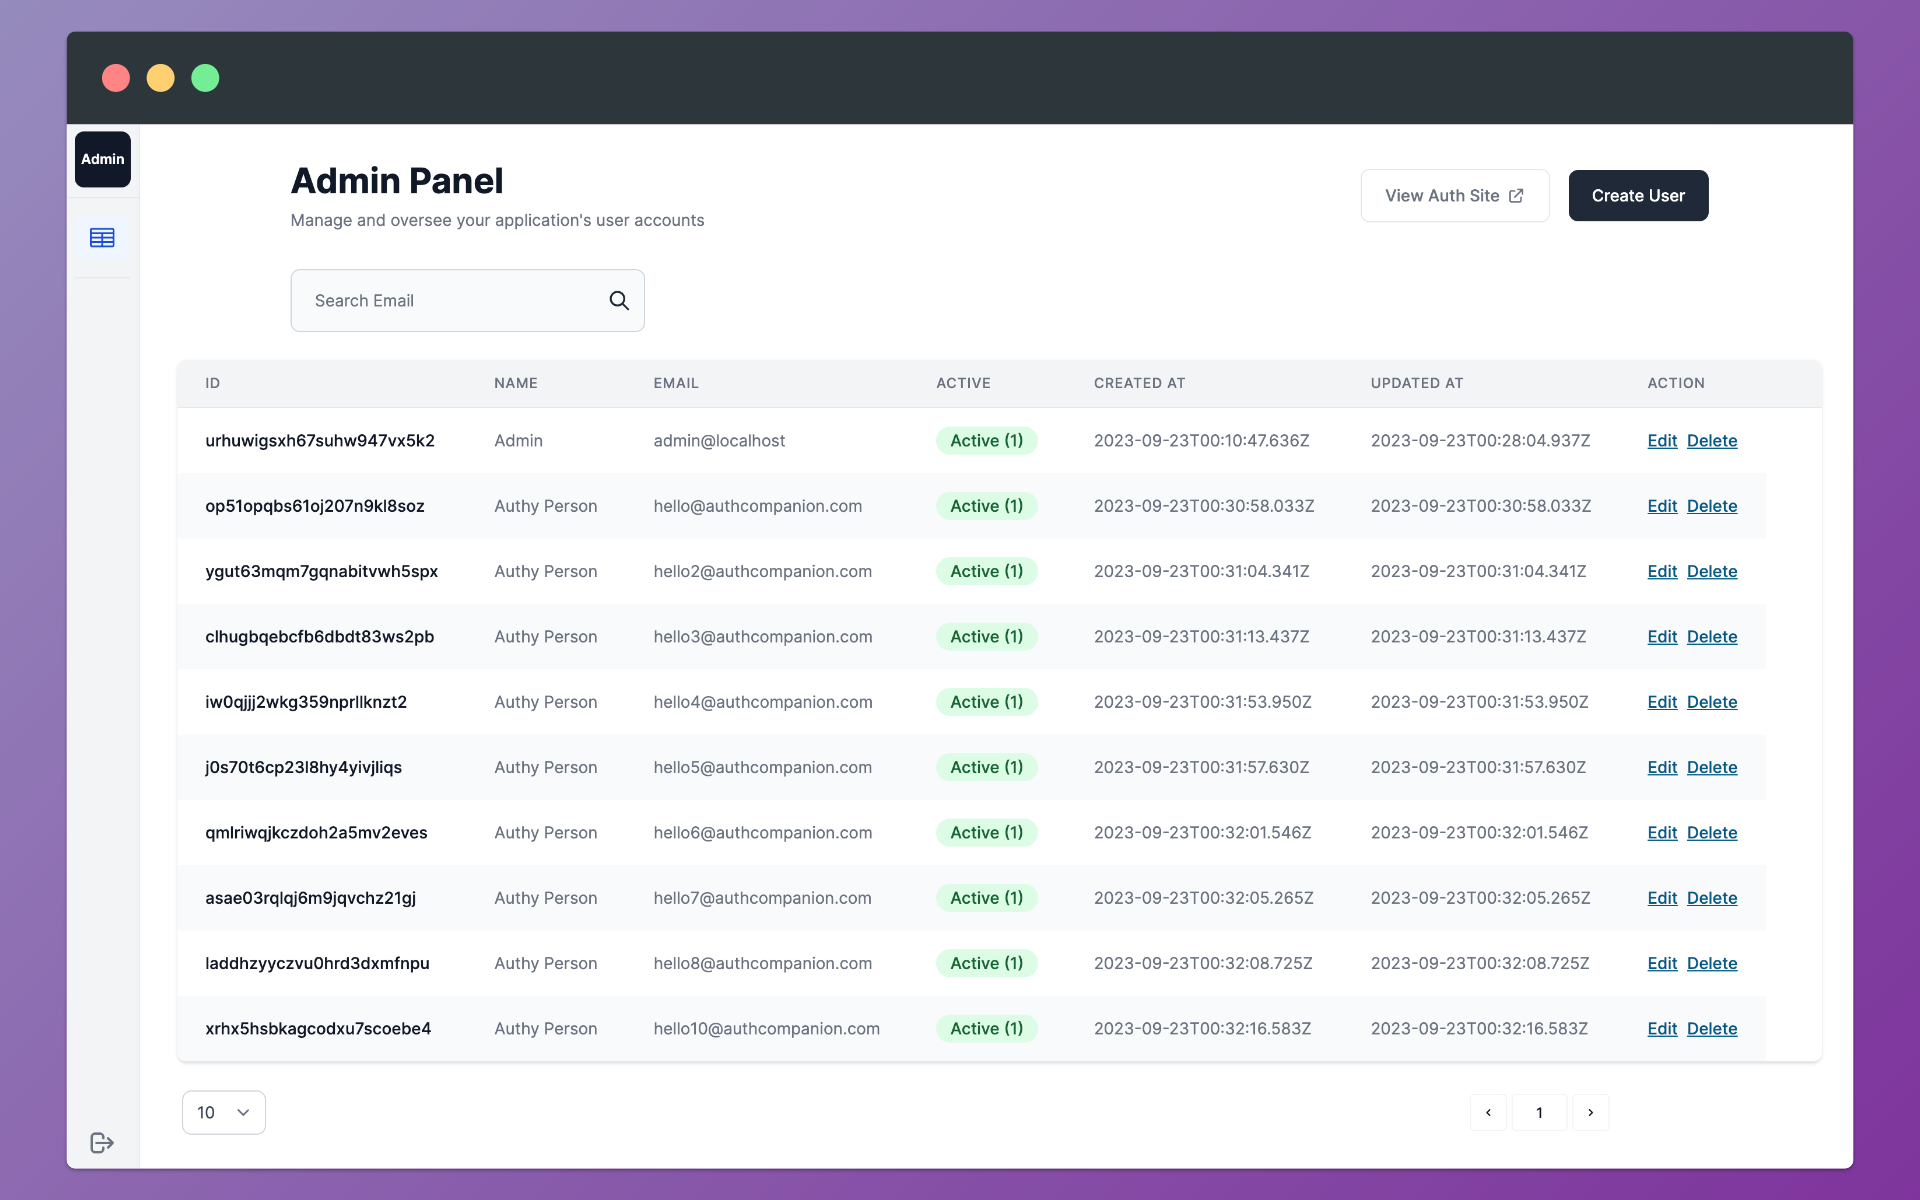 Admin
Admin Panel
Manage and oversee your application's user accounts
View Auth Site
Create User
Search Email
ID NAME EMAIL ACTIVE CREATED AT UPDATED AT ACTION
urhuwigsxh67suhw947vx5k2 Admin admin@localhost Active (1) 2023-09-23T00:10:47.636Z 2023-09-23T00:28:04.937Z Edit Delete
op51opqbs61oj207n9kl8soz Authy Person hello@authcompanion.com Active (1) 2023-09-23T00:30:58.033Z 2023-09-23T00:30:58.033Z Edit Delete
ygut63mqm7gqnabitvwh5spx Authy Person hello2@authcompanion.com Active (1) 2023-09-23T00:31:04.341Z 2023-09-23T00:31:04.341Z Edit Delete
clhugbqebcfb6dbdt83ws2pb Authy Person hello3@authcompanion.com Active (1) 2023-09-23T00:31:13.437Z 2023-09-23T00:31:13.437Z Edit Delete
iw0qjjj2wkg359nprllknzt2 Authy Person hello4@authcompanion.com Active (1) 2023-09-23T00:31:53.950Z 2023-09-23T00:31:53.950Z Edit Delete
j0s70t6cp23l8hy4yivjliqs Authy Person hello5@authcompanion.com Active (1) 2023-09-23T00:31:57.630Z 2023-09-23T00:31:57.630Z Edit Delete
qmlriwqjkczdoh2a5mv2eves Authy Person hello6@authcompanion.com Active (1) 2023-09-23T00:32:01.546Z 2023-09-23T00:32:01.546Z Edit Delete
asae03rqlqj6m9jqvchz21gj Authy Person hello7@authcompanion.com Active (1) 2023-09-23T00:32:05.265Z 2023-09-23T00:32:05.265Z Edit Delete
laddhzyyczvu0hrd3dxmfnpu Authy Person hello8@authcompanion.com Active (1) 2023-09-23T00:32:08.725Z 2023-09-23T00:32:08.725Z Edit Delete
xrhx5hsbkagcodxu7scoebe4 Authy Person hello10@authcompanion.com Active (1) 2023-09-23T00:32:16.583Z 2023-09-23T00:32:16.583Z Edit Delete
10
‹ 1 ›